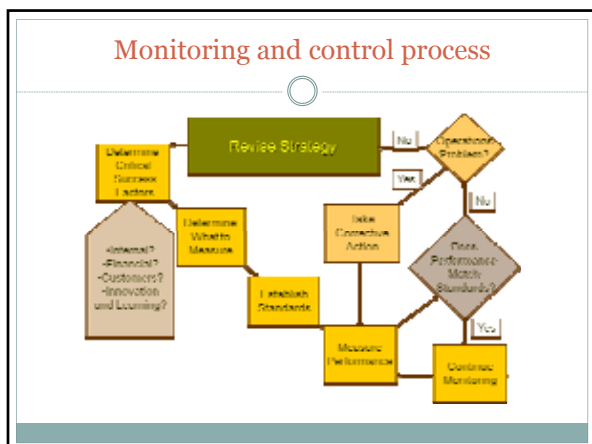 Monitoring and control process
Revise Strategy
No
Operational
Problem?
Determine
Critical
Success
Factors
Yes
No
Determine
What to
Measure
Take
Corrective
Action
Does
Performance
Match
Standards?
-Internal?
-Financial?
-Customers?
-Innovation
and Learning?
Establish
Standards
Yes
Measure
Performance
Continue
Monitoring